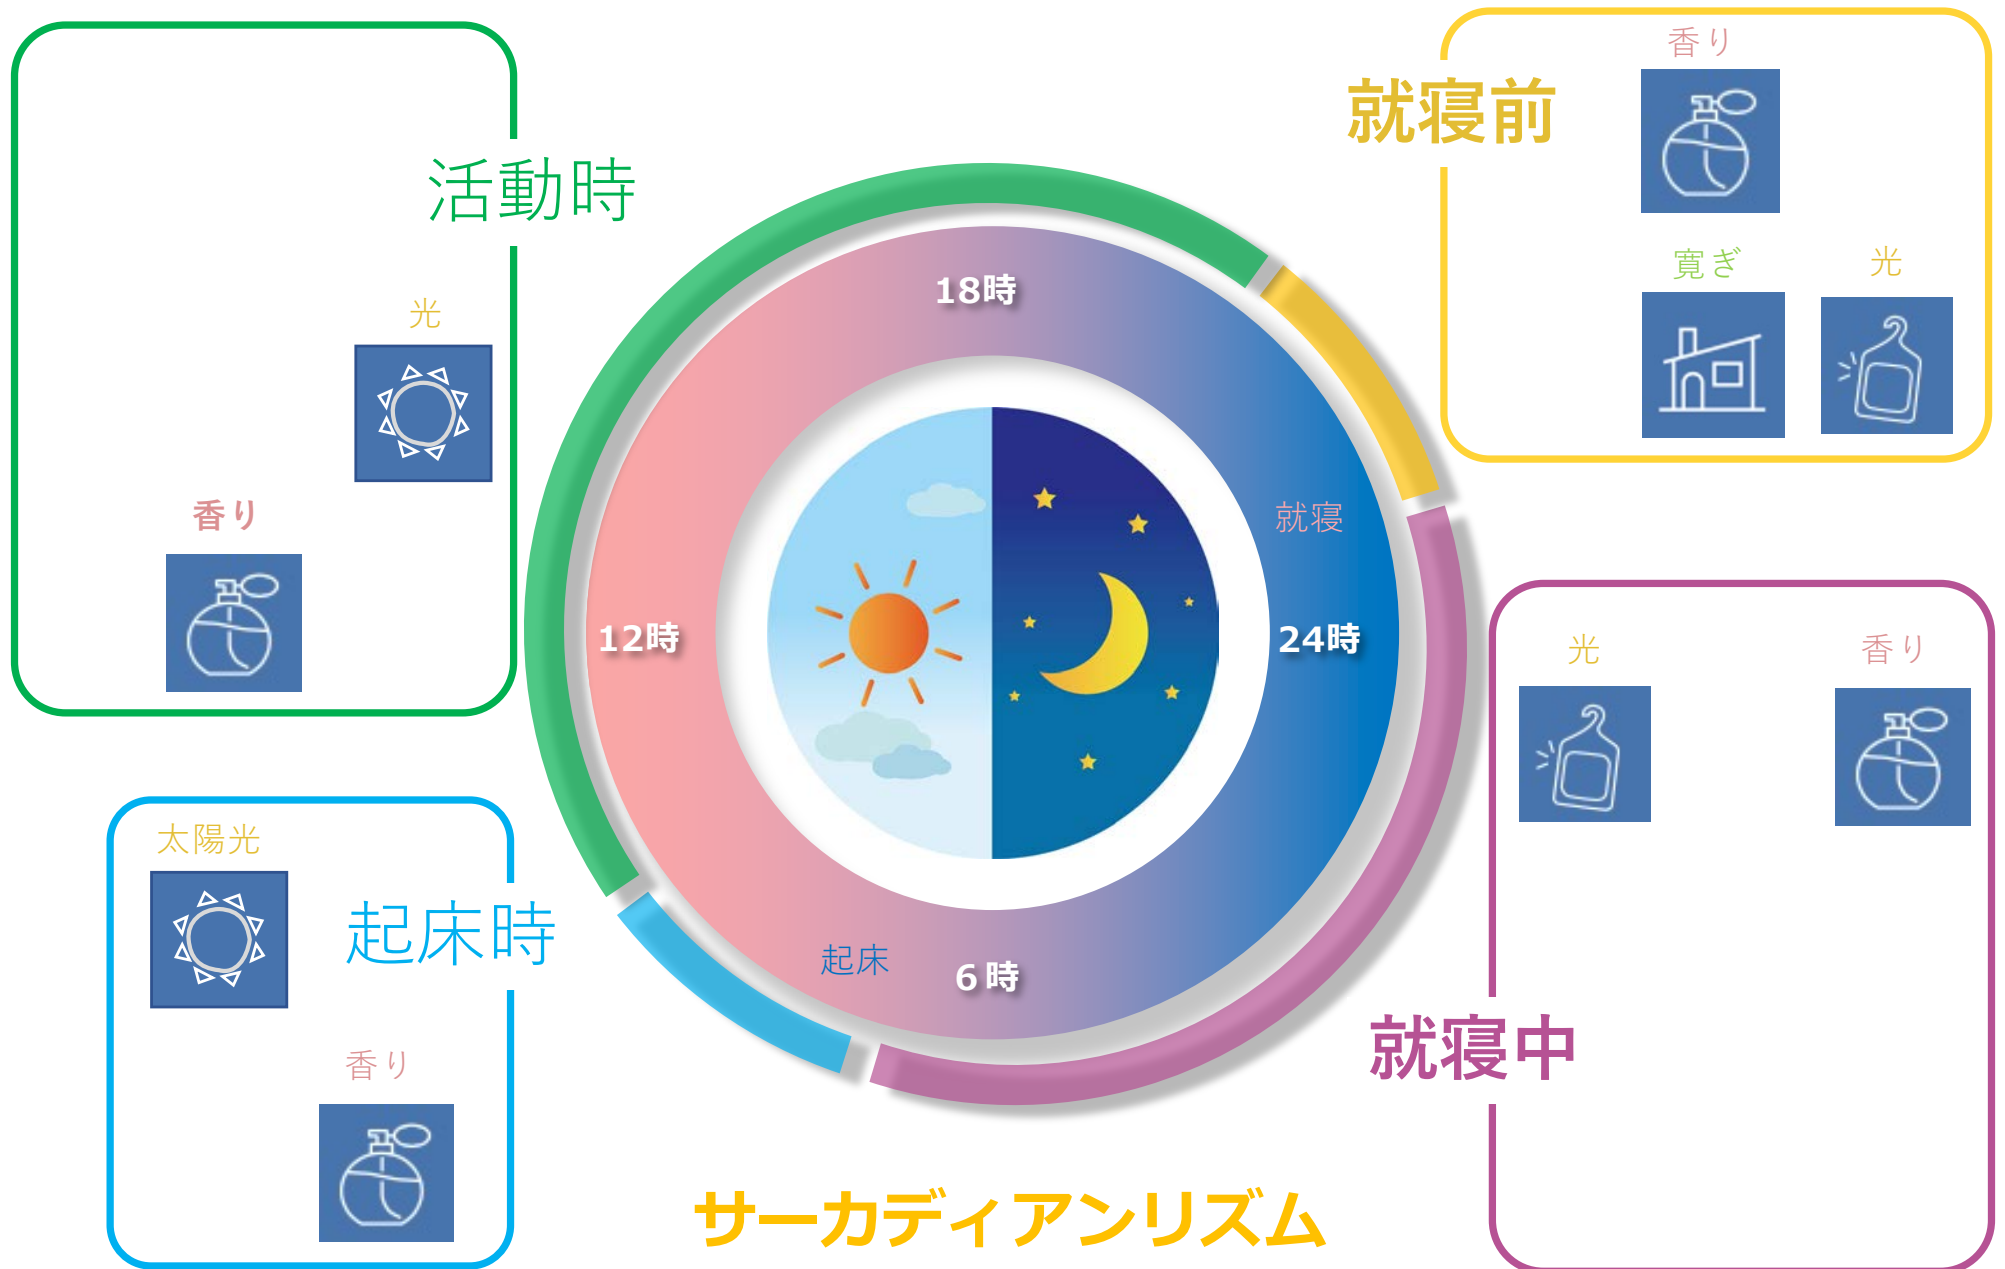 香り
就寝前
活動時
寛ぎ
光
18時
光
香り
就寝
12時
24時
光
香り
太陽光
起床時
起床
6時
就寝中
香り
サーカディアンリズム